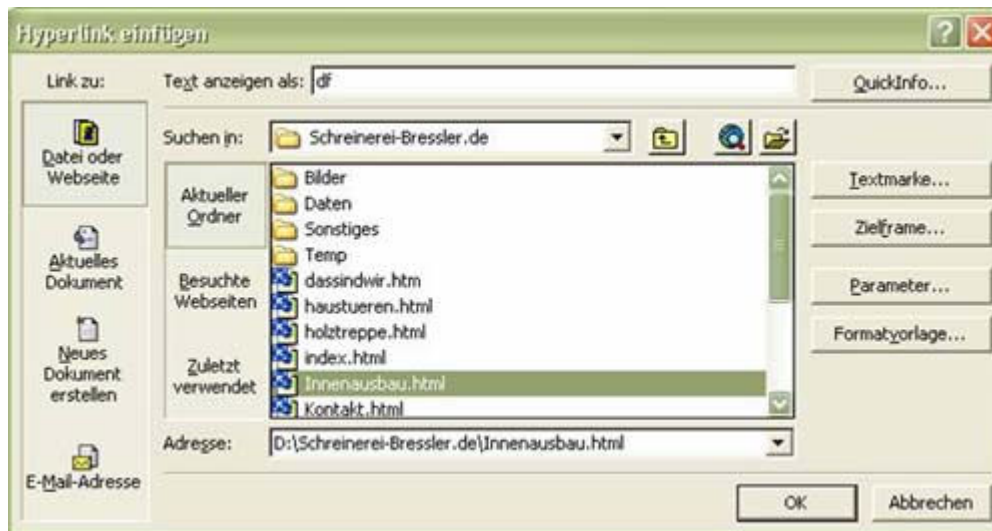 Hyperlink einfügen
Link zu:
Text anzeigen als: df
QuickInfo...
Datei oder
Webseite
Suchen in: Schreinerei-Bressler.de
Aktueller
Ordner
Bilder
Daten
Sonstiges
Temp
dassindwir.htm
haustueren.html
holztreppe.html
index.html
Innenausbau.html
Kontakt.html
Textmarke...
Zielframe...
Aktuelles
Dokument
Besuchte
Webseiten
Parameter...
Formatvorlage...
Neues
Dokument
erstellen
Zuletzt
verwendet
Adresse: D:\Schreinerei-Bressler.de\Innenausbau.html
E-Mail-Adresse
OK
Abbrechen